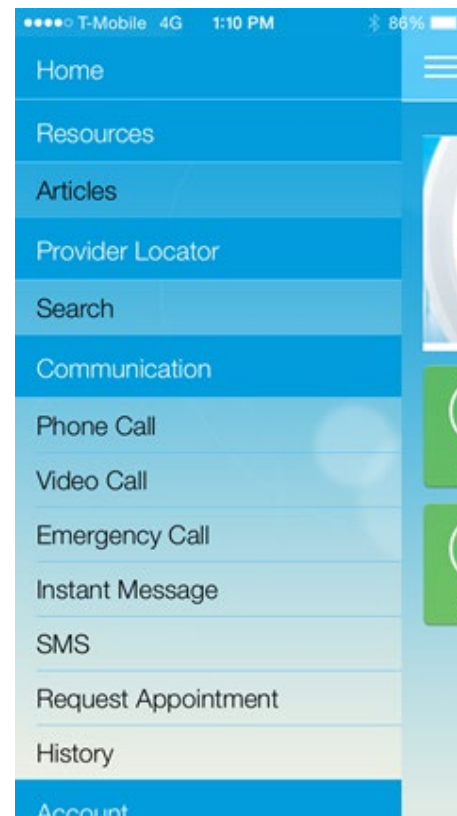 T-Mobile 4G 1:10 PM 86%
Home
Resources
Articles
Provider Locator
Search
Communication
Phone Call
Video Call
Emergency Call
Instant Message
SMS
Request Appointment
History
Account